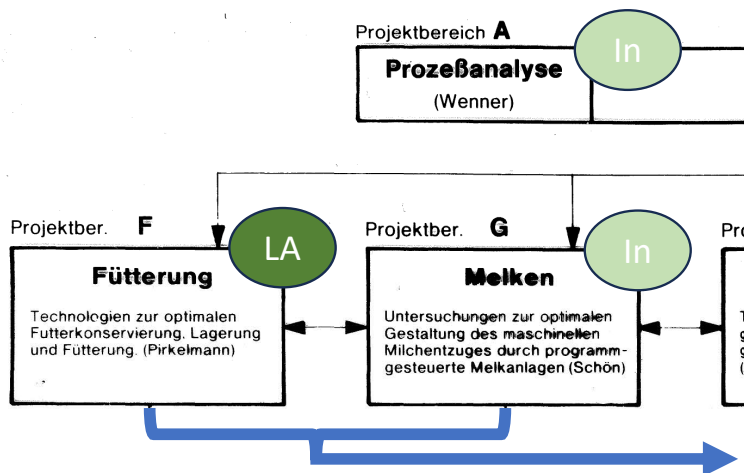 Projektbereich A
In
Prozeßanalyse
(Wenner)
Projektber. F
LA
Fütterung
Technologien zur optimalen
Futterkonservierung, Lagerung
und Fütterung. (Pirkelmann)
Projektber. G
In
Melken
Untersuchungen zur optimalen
Gestaltung des maschinellen
Milchentzuges durch programm-
gesteuerte Melkanlagen (Schön)